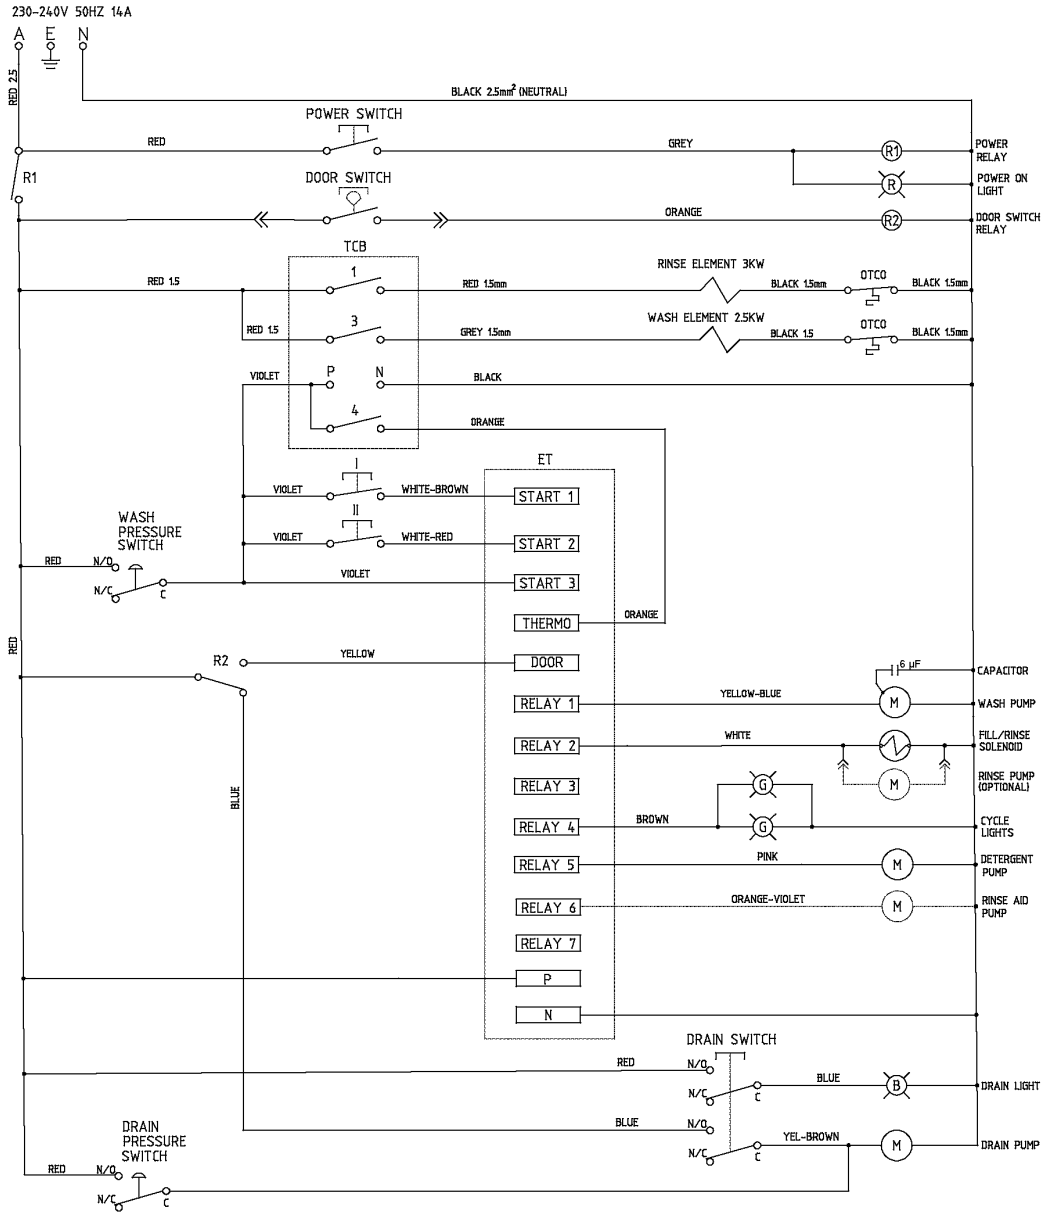 230-240V 50HZ 14A
A E N
RED 2.5
BLACK 2.5mm² (NEUTRAL)
POWER SWITCH
RED
GREY
R1
POWER
RELAY
R1
DOOR SWITCH
R
POWER ON
LIGHT
ORANGE
R2
DOOR SWITCH
RELAY
TCB
RINSE ELEMENT 3KW
OTCO
RED 1.5
1
RED 1.5mm
BLACK 1.5mm
BLACK 1.5mm
WASH ELEMENT 2.5KW
OTCO
RED 1.5
3
GREY 1.5mm
BLACK 1.5
BLACK 1.5mm
VIOLET
P
N
BLACK
4
ORANGE
ET
I
VIOLET
WHITE-BROWN
START 1
WASH
PRESSURE
SWITCH
II
VIOLET
WHITE-RED
START 2
RED
N/O
VIOLET
START 3
N/C
C
THERMO
ORANGE
RED
R2
YELLOW
DOOR
6 µF
CAPACITOR
RELAY 1
YELLOW-BLUE
M
WASH PUMP
RELAY 2
WHITE
FILL/RINSE
SOLENOID
BLUE
RELAY 3
G
M
RINSE PUMP
(OPTIONAL)
RELAY 4
BROWN
G
CYCLE
LIGHTS
RELAY 5
PINK
M
DETERGENT
PUMP
RELAY 6
ORANGE-VIOLET
M
RINSE AID
PUMP
RELAY 7
P
N
DRAIN SWITCH
RED
N/O
N/C
C
BLUE
B
DRAIN LIGHT
BLUE
N/O
DRAIN
PRESSURE
SWITCH
N/C
C
YEL-BROWN
M
DRAIN PUMP
RED
N/O
N/C
C